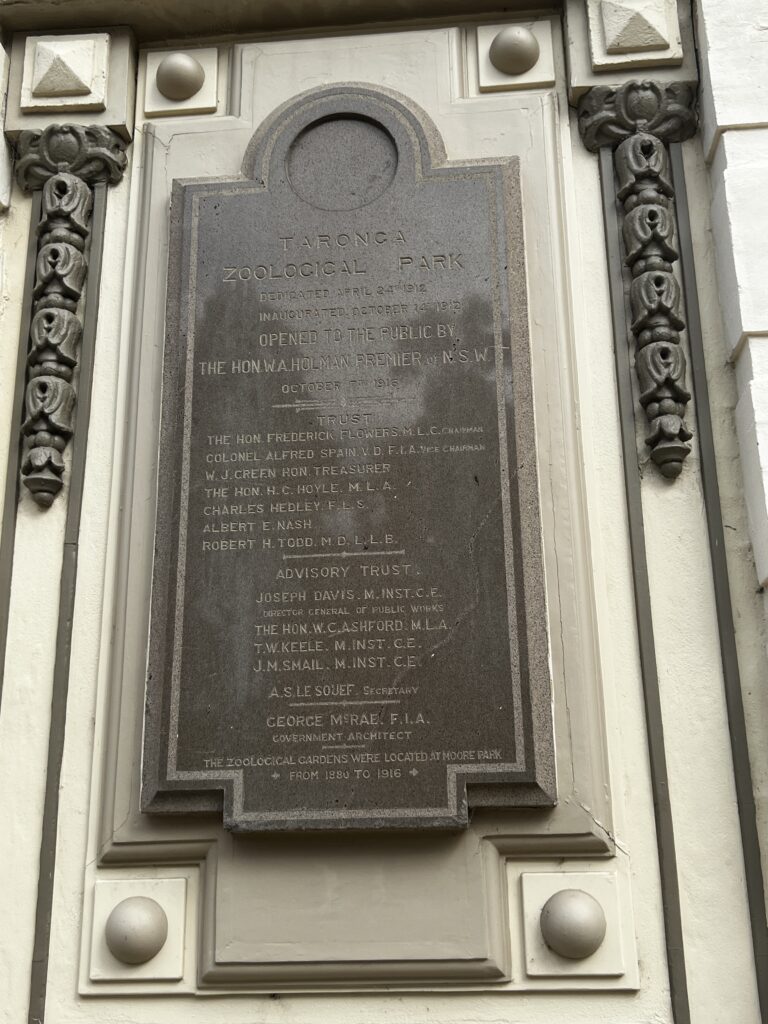 TARONGA
ZOOLOGICAL PARK
DEDICATED APRIL 24TH 1912
INAUGURATED OCTOBER 14TH 1912
OPENED TO THE PUBLIC BY
THE HON. W. A. HOLMAN, PREMIER OF N.S.W.
OCTOBER 7TH 1916
TRUST
THE HON. FREDERICK FLOWERS. M.L.C. CHAIRMAN
COLONEL ALFRED SPAIN. V.D. F.I.A. VICE CHAIRMAN
W. J. GREEN HON. TREASURER
THE HON. H. C. HOYLE. M.L.A.
CHARLES HEDLEY. F.L.S.
ALBERT E. NASH
ROBERT H. TODD. M.D. L.L.B.
ADVISORY TRUST.
JOSEPH DAVIS. M.INST.C.E.
DIRECTOR GENERAL OF PUBLIC WORKS
THE HON. W. C. ASHFORD. M.L.A.
T. W. KEELE. M.INST.C.E.
J. M. SMAIL. M.INST.C.E.
A. S. LE SOUEF. SECRETARY
GEORGE McRAE. F.I.A.
GOVERNMENT ARCHITECT
THE ZOOLOGICAL GARDENS WERE LOCATED AT MOORE PARK
FROM 1880 TO 1916